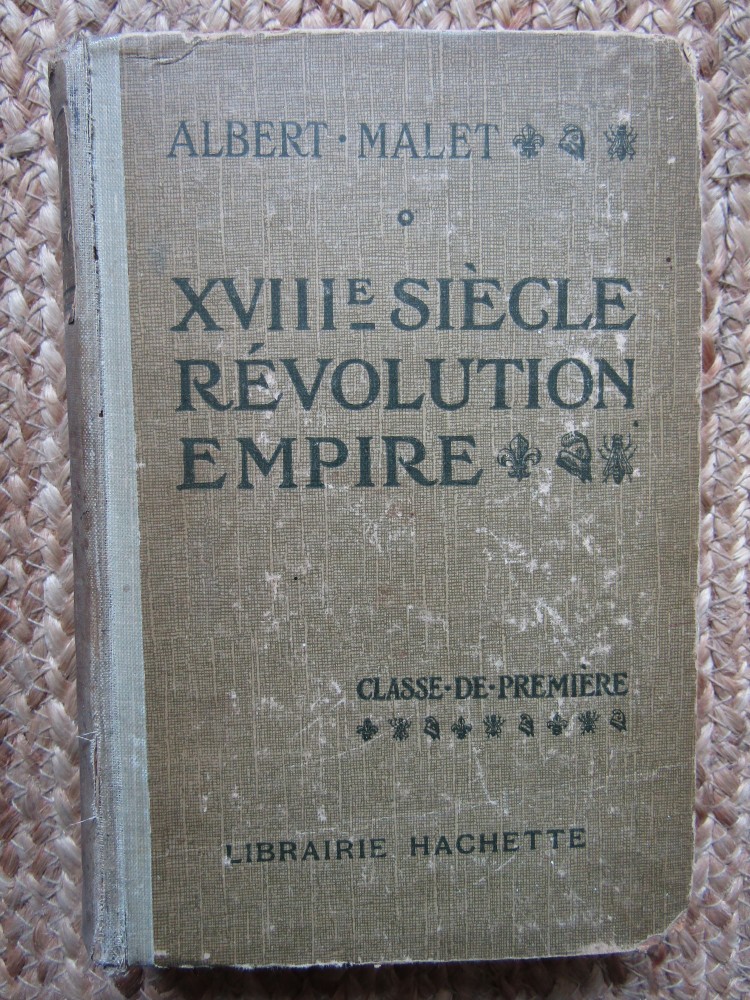 ALBERT · MALET
XVIIIE SIÈCLE
RÉVOLUTION
EMPIRE
CLASSE · DE · PREMIÈRE
LIBRAIRIE HACHETTE